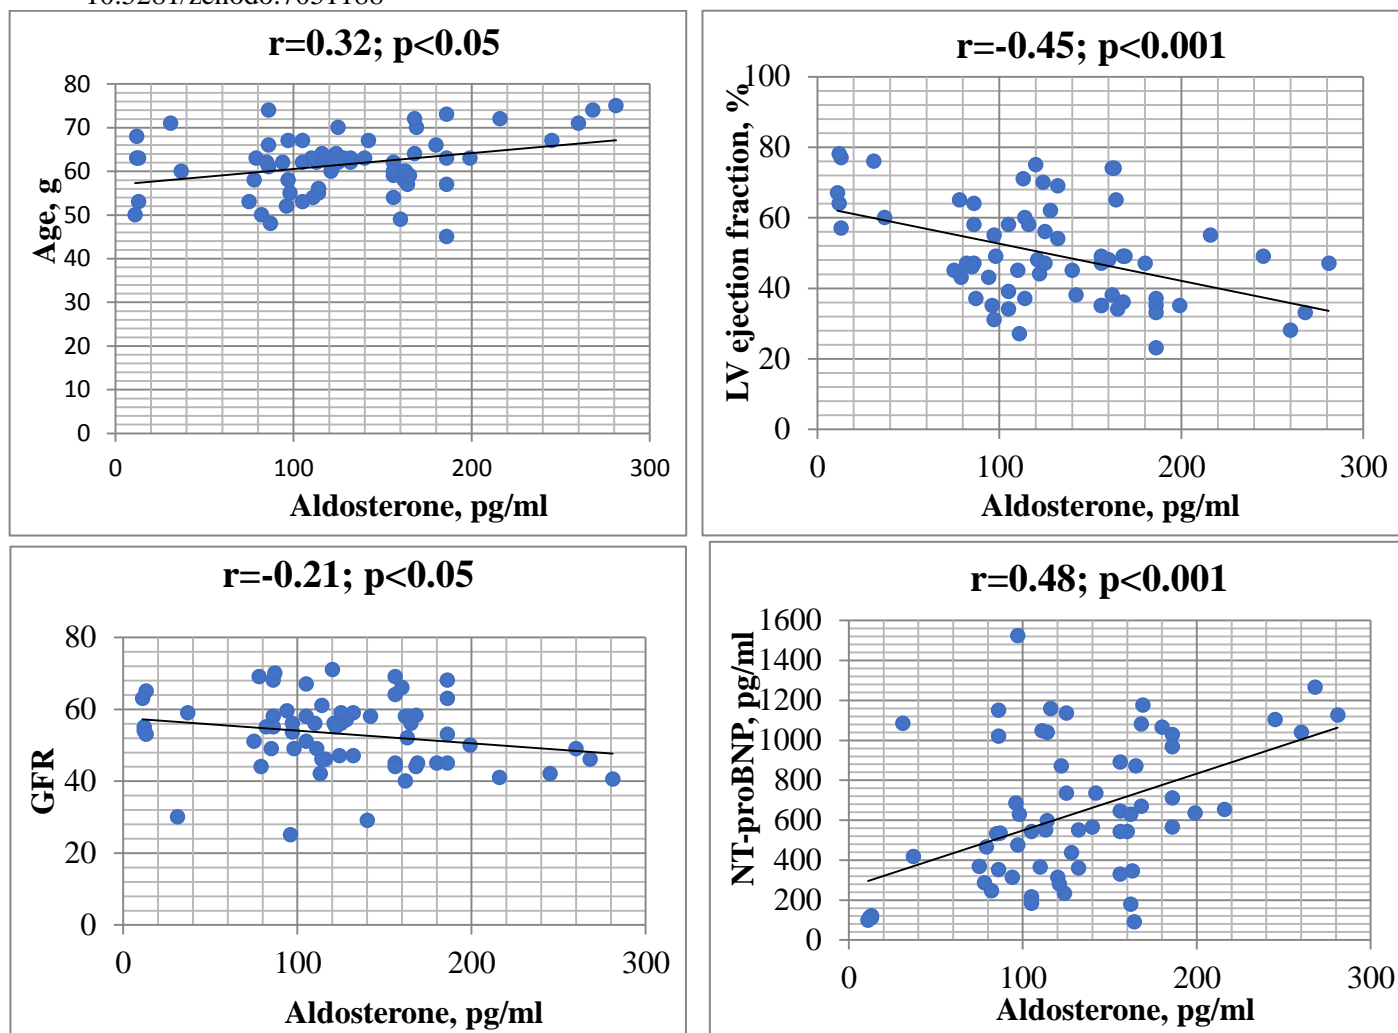 10.5281/zenodo.7051188
r=0.32; p<0.05
80
70
60
50
40
30
20
10
0
Age, g
0 100 200 300
Aldosterone, pg/ml
r=-0.45; p<0.001
100
80
60
40
20
0
LV ejection fraction, %
0 100 200 300
Aldosterone, pg/ml
r=-0.21; p<0.05
80
60
40
20
0
GFR
0 100 200 300
Aldosterone, pg/ml
r=0.48; p<0.001
1600
1400
1200
1000
800
600
400
200
0
NT-proBNP, pg/ml
0 100 200 300
Aldosterone, pg/ml